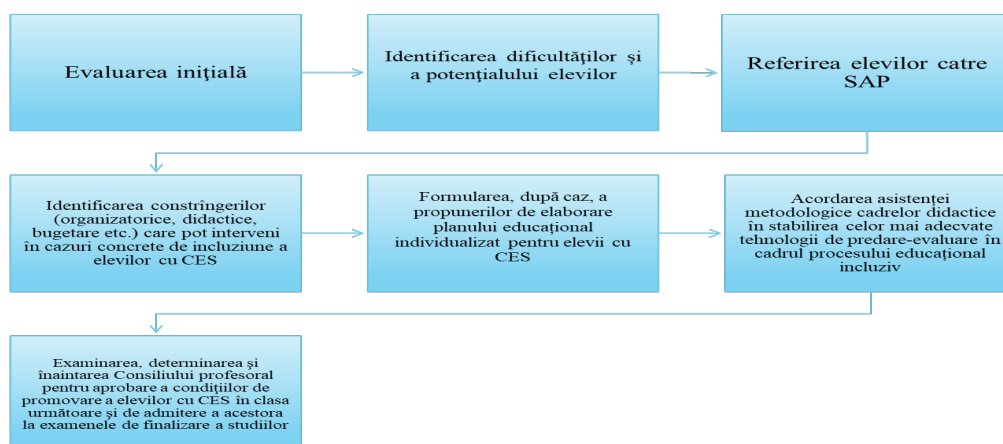 Evaluarea iniţială
Identificarea dificultăţilor şi
a potenţialului elevilor
Referirea elevilor catre
SAP
Identificarea constrîngerilor
(organizatorice, didactice,
bugetare etc.) care pot interveni
în cazuri concrete de incluziune a
elevilor cu CES
Formularea, după caz, a
propunerilor de elaborare
planului educaţional
individualizat pentru elevii cu
CES
Acordarea asistenței
metodologice cadrelor didactice
în stabilirea celor mai adecvate
tehnologii de predare-evaluare în
cadrul procesului educaţional
incluziv
Examinarea, determinarea şi
înaintarea Consiliului profesoral
pentru aprobare a condiţiilor de
promovare a elevilor cu CES în clasa
următoare şi de admitere a acestora
la examenele de finalizare a studiilor